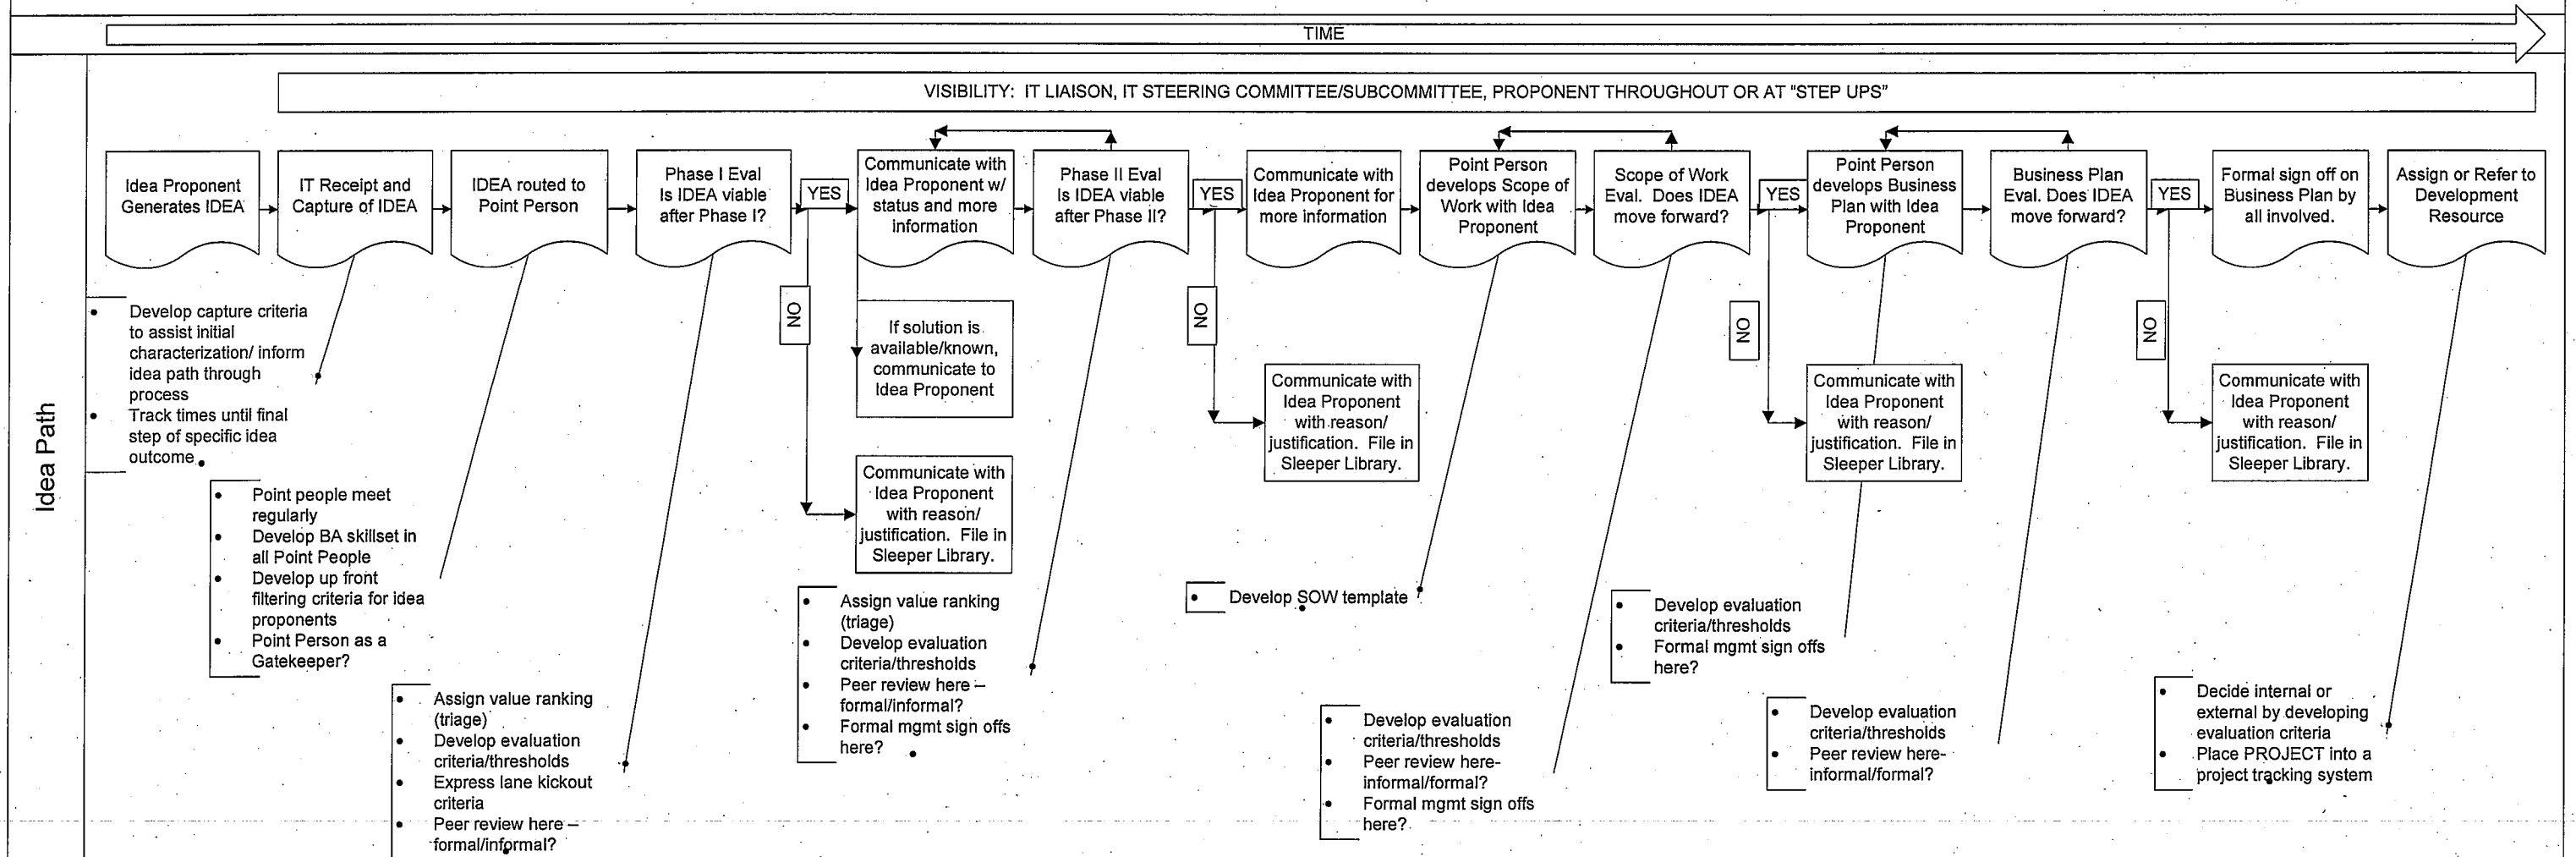 TIME
VISIBILITY: IT LIAISON, IT STEERING COMMITTEE/SUBCOMMITTEE, PROPONENT THROUGHOUT OR AT "STEP UPS"
Idea Path
Idea Proponent
Generates IDEA
IT Receipt and
Capture of IDEA
IDEA routed to
Point Person
Phase I Eval
Is IDEA viable
after Phase I?
YES
NO
Communicate with
Idea Proponent w/
status and more
information
Phase II Eval
Is IDEA viable
after Phase II?
YES
NO
Communicate with
Idea Proponent for
more information
Point Person
develops Scope of
Work with Idea
Proponent
Scope of Work
Eval. Does IDEA
move forward?
YES
NO
Point Person
develops Business
Plan with Idea
Proponent
Business Plan
Eval. Does IDEA
move forward?
YES
NO
Formal sign off on
Business Plan by
all involved.
Assign or Refer to
Development
Resource
If solution is
available/known,
communicate to
Idea Proponent
Communicate with
Idea Proponent
with reason/
justification. File in
Sleeper Library.
Communicate with
Idea Proponent
with reason/
justification. File in
Sleeper Library.
Communicate with
Idea Proponent
with reason/
justification. File in
Sleeper Library.
Communicate with
Idea Proponent
with reason/
justification. File in
Sleeper Library.
• Develop capture criteria
to assist initial
characterization/ inform
idea path through
process
• Track times until final
step of specific idea
outcome
• Point people meet
regularly
• Develop BA skillset in
all Point People
• Develop up front
filtering criteria for idea
proponents
• Point Person as a
Gatekeeper?
• Assign value ranking
(triage)
• Develop evaluation
criteria/thresholds
• Express lane kickout
criteria
• Peer review here –
formal/informal?
• Assign value ranking
(triage)
• Develop evaluation
criteria/thresholds
• Peer review here –
formal/informal?
• Formal mgmt sign offs
here?
• Develop SOW template
• Develop evaluation
criteria/thresholds
• Peer review here-
informal/formal?
• Formal mgmt sign offs
here?
• Develop evaluation
criteria/thresholds
• Formal mgmt sign offs
here?
• Develop evaluation
criteria/thresholds
• Peer review here-
informal/formal?
• Decide internal or
external by developing
evaluation criteria
• Place PROJECT into a
project tracking system